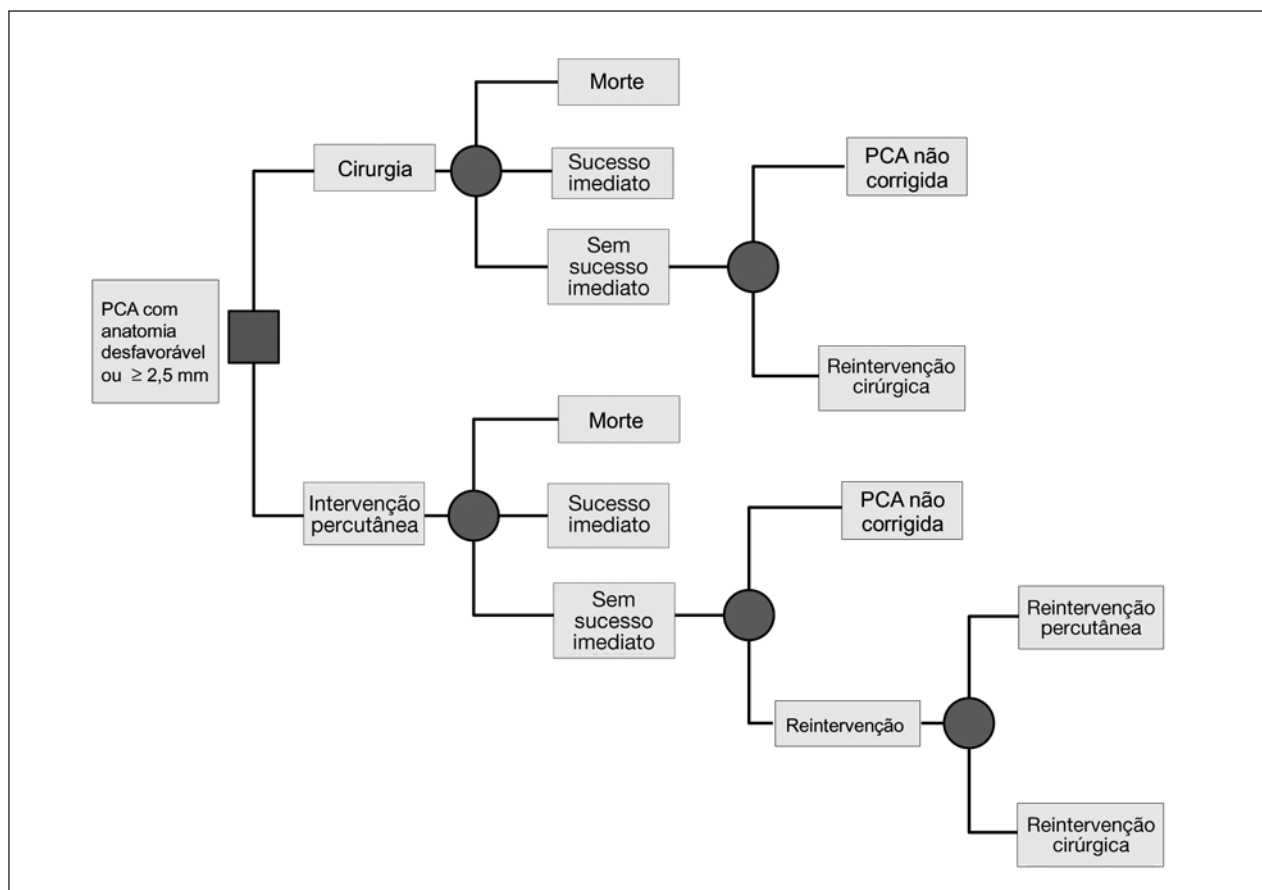 Morte
Cirurgia
Sucesso
imediato
Sem
sucesso
imediato
PCA não
corrigida
Reintervenção
cirúrgica
PCA com
anatomia
desfavorável
ou ≥ 2,5 mm
Intervenção
percutânea
Morte
Sucesso
imediato
Sem
sucesso
imediato
PCA não
corrigida
Reintervenção
Reintervenção
percutânea
Reintervenção
cirúrgica